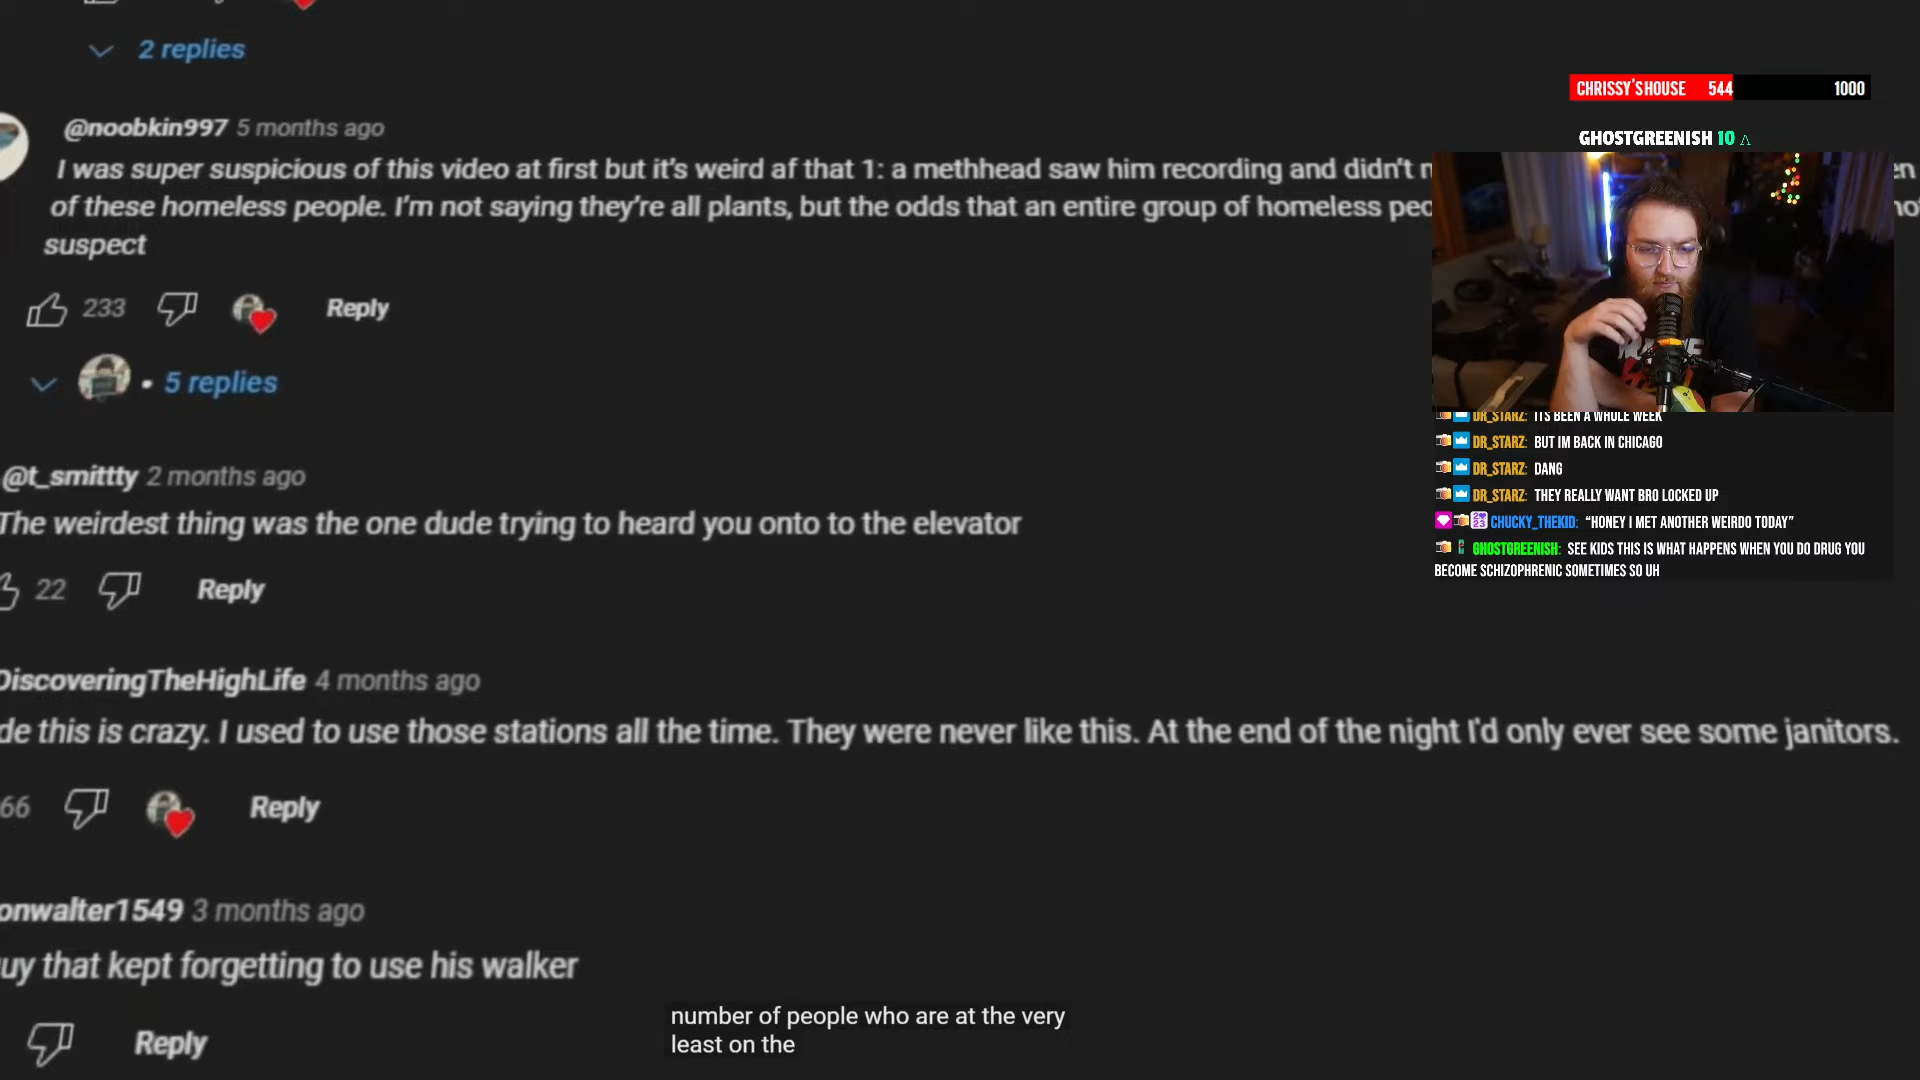 2 replies
@noobkin997 5 months ago
I was super suspicious of this video at first but it's weird af that 1: a methhead saw him recording and didn't
of these homeless people. I'm not saying they're all plants, but the odds that an entire group of homeless
suspect
233 Reply
• 5 replies
@t_smittty 2 months ago
The weirdest thing was the one dude trying to heard you onto to the elevator
22 Reply
DiscoveringTheHighLife 4 months ago
de this is crazy. I used to use those stations all the time. They were never like this. At the end of the night I'd only ever see some janitors.
66 Reply
onwalter1549 3 months ago
uy that kept forgetting to use his walker
Reply
number of people who are at the very
least on the
CHRISSY'S HOUSE 544 1000
GHOSTGREENISH 10
DR_STARZ: ITS BEEN A WHOLE WEEK
DR_STARZ: BUT IM BACK IN CHICAGO
DR_STARZ: DANG
DR_STARZ: THEY REALLY WANT BRO LOCKED UP
CHUCKY_THEKID: “HONEY I MET ANOTHER WEIRDO TODAY”
GHOSTGREENISH: SEE KIDS THIS IS WHAT HAPPENS WHEN YOU DO DRUG YOU
BECOME SCHIZOPHRENIC SOMETIMES SO UH